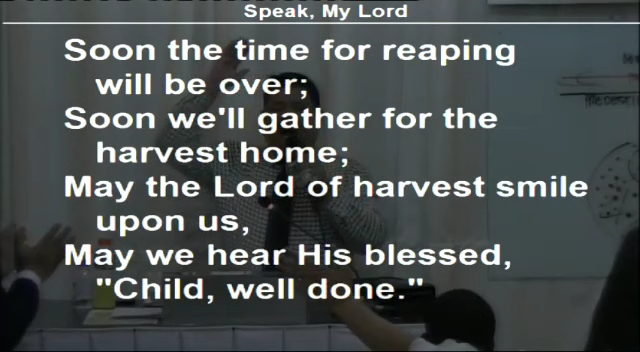 Speak, My Lord
Soon the time for reaping
will be over;
Soon we'll gather for the
harvest home;
May the Lord of harvest smile
upon us,
May we hear His blessed,
"Child, well done."